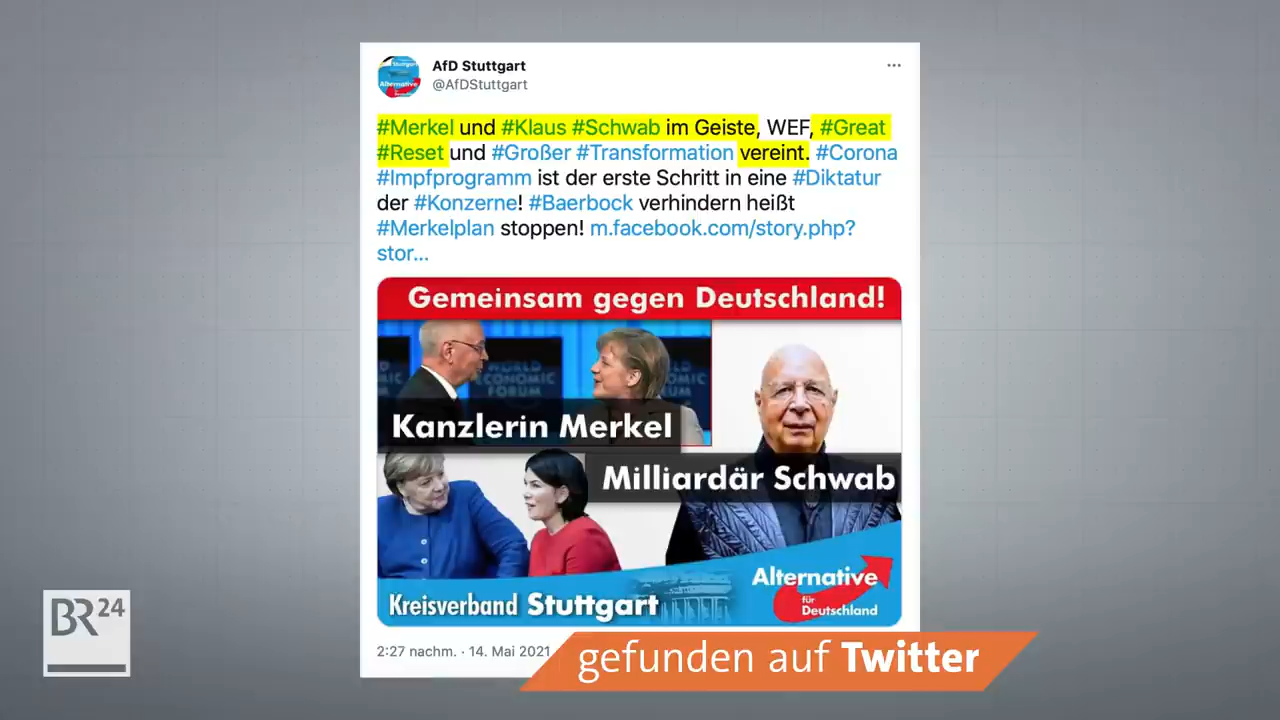 AfD Stuttgart
@AfDStuttgart
#Merkel und #Klaus #Schwab im Geiste, WEF, #Great
#Reset und #Großer #Transformation vereint. #Corona
#Impfprogramm ist der erste Schritt in eine #Diktatur
der #Konzerne! #Baerbock verhindern heißt
#Merkelplan stoppen! m.facebook.com/story.php?
stor...
Gemeinsam gegen Deutschland!
WORLD
ECONOMIC
FORUM
Kanzlerin Merkel
Milliardär Schwab
Alternative
für
Deutschland
Kreisverband Stuttgart
2:27 nachm. · 14. Mai 2021
gefunden auf Twitter
BR24